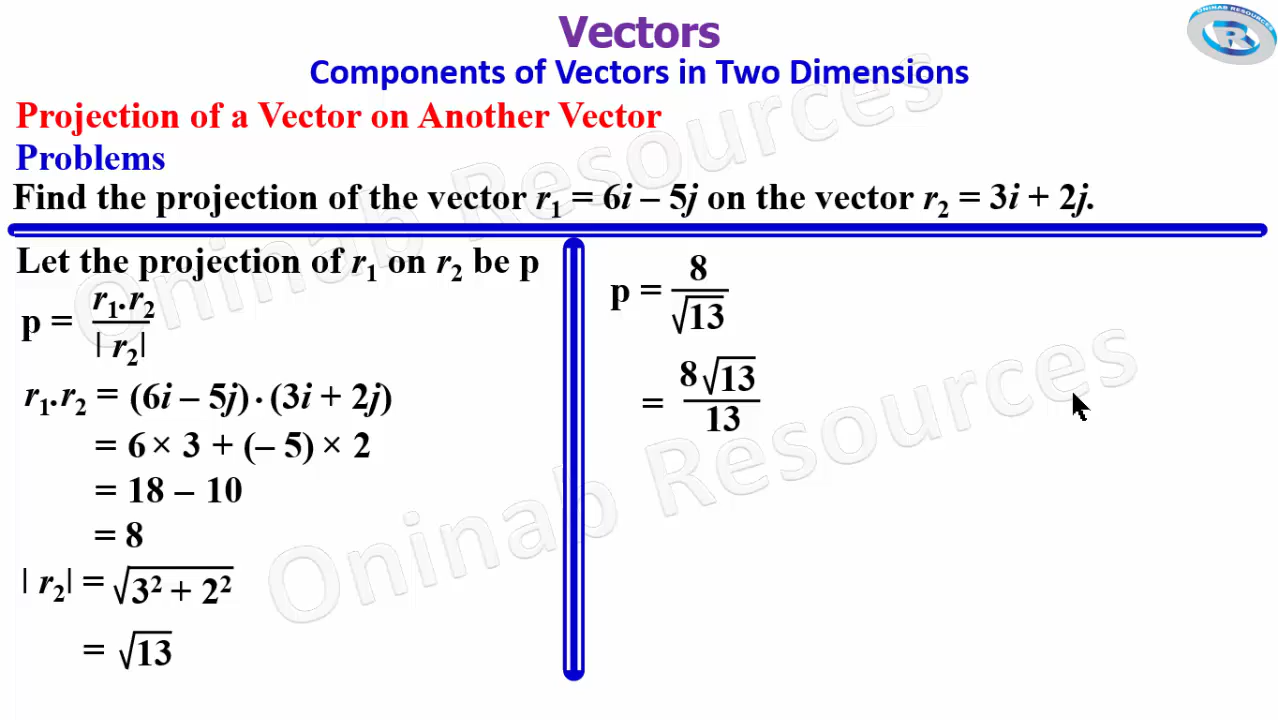 Vectors
ONINAB RESOURCES
R
Components of Vectors in Two Dimensions
Projection of a Vector on Another Vector
Problems
Find the projection of the vector r₁ = 6i – 5j on the vector r₂ = 3i + 2j.
Let the projection of r₁ on r₂ be p
p = r₁.r₂ / | r₂|
r₁.r₂ = (6i – 5j) · (3i + 2j)
= 6 × 3 + (– 5) × 2
= 18 – 10
= 8
| r₂| = √(3² + 2²)
= √13
p = 8 / √13
= 8√13 / 13
Oninab Resources
Oninab Resources